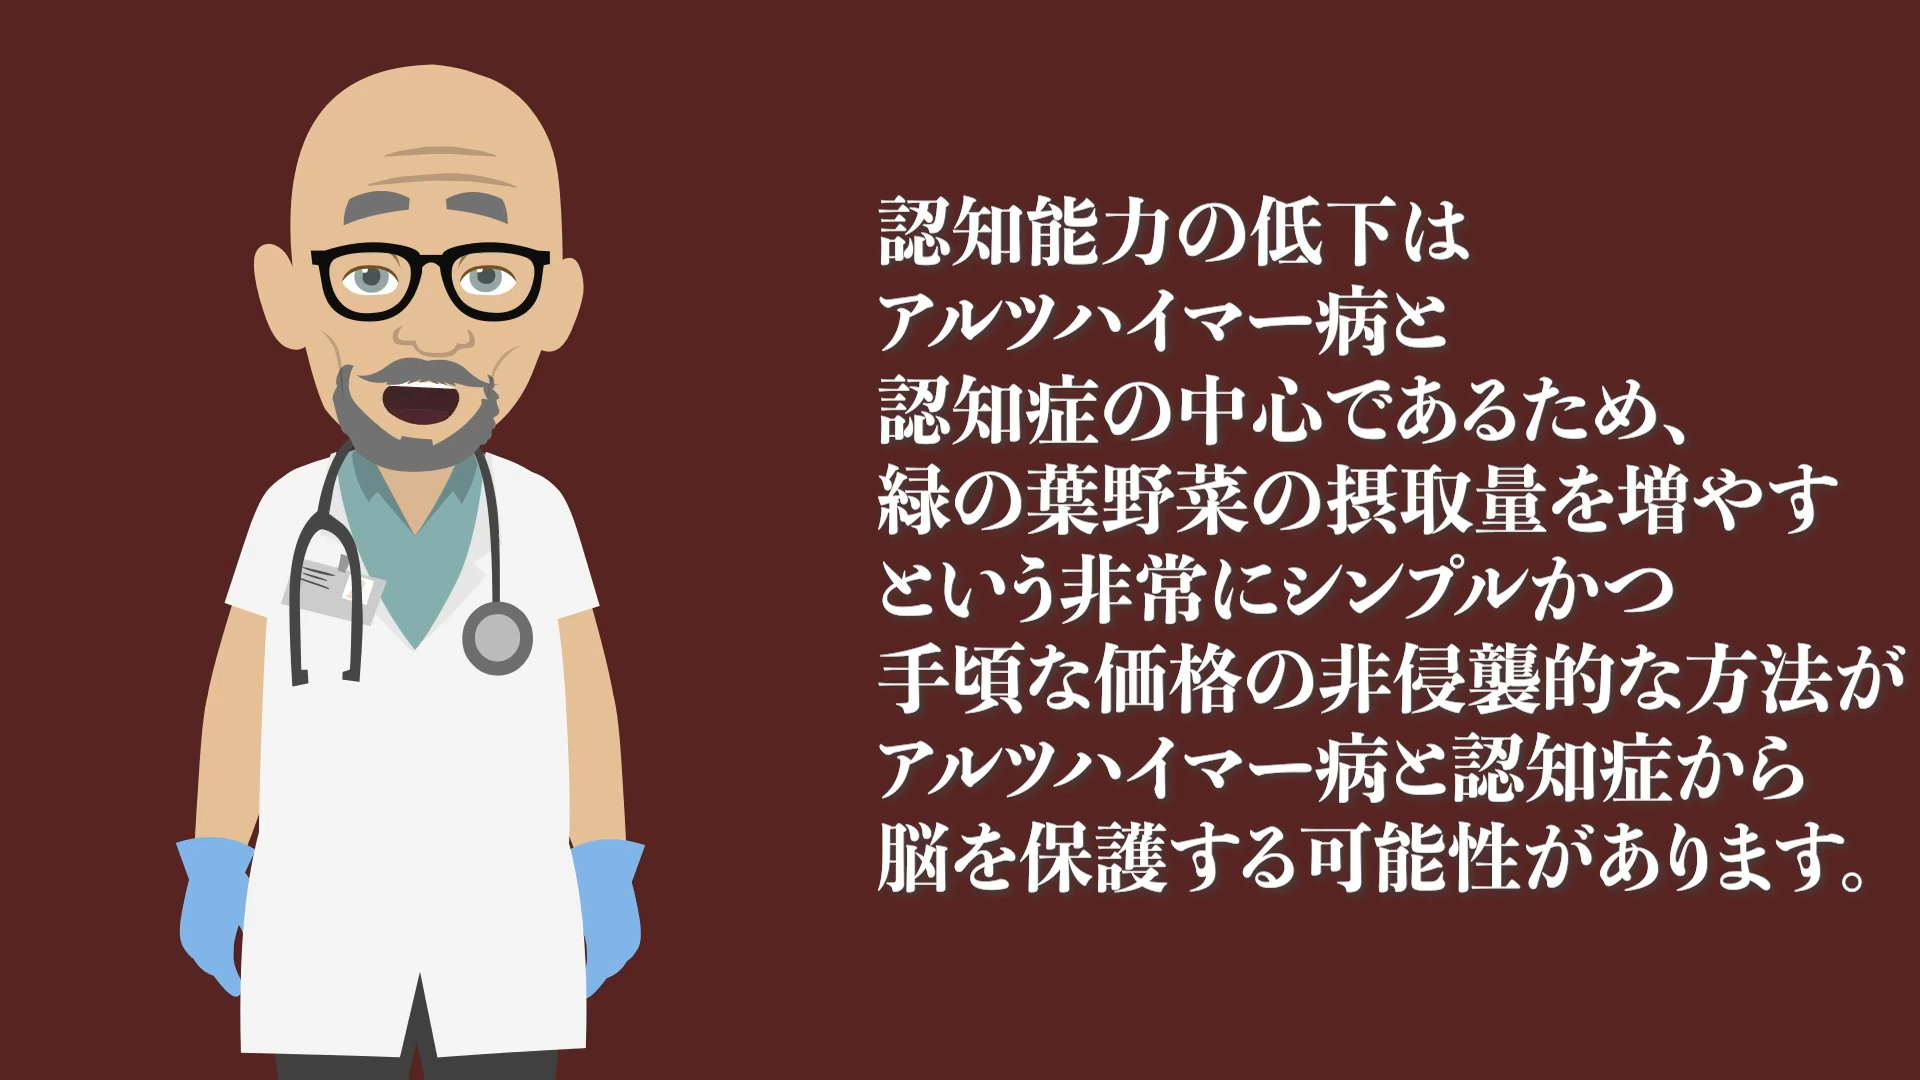 認知能力の低下は
アルツハイマー病と
認知症の中心であるため、
緑の葉野菜の摂取量を増やす
という非常にシンプルかつ
手頃な価格の非侵襲的な方法が
アルツハイマー病と認知症から
脳を保護する可能性があります。